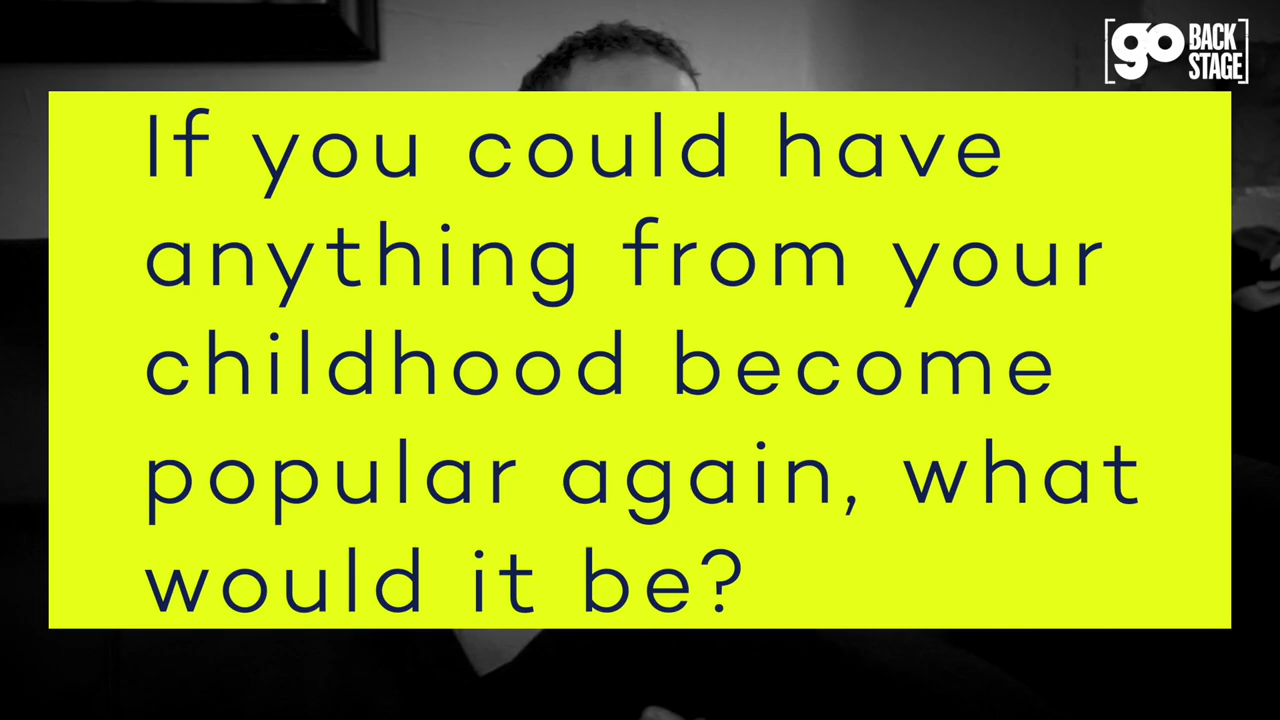 [go BACK
STAGE]
If you could have
anything from your
childhood become
popular again, what
would it be?